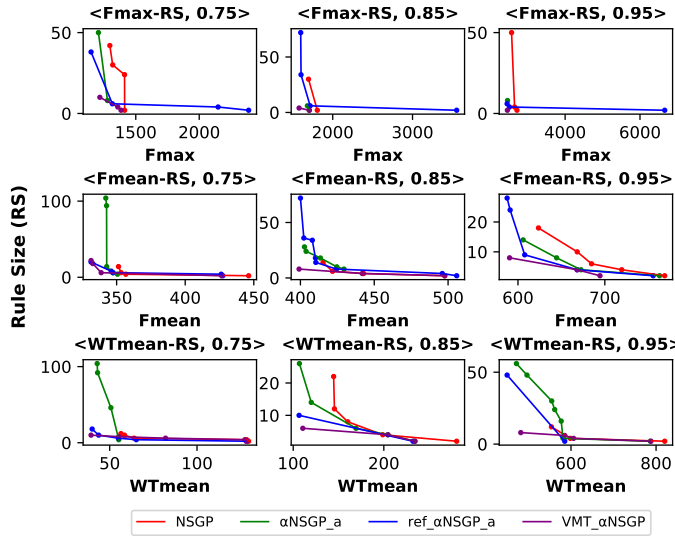 <Fmax-RS, 0.75> <Fmax-RS, 0.85> <Fmax-RS, 0.95>
50 50 50
0 0 0
1500 2000 2000 3000 4000 6000
Fmax Fmax Fmax
<Fmean-RS, 0.75> <Fmean-RS, 0.85> <Fmean-RS, 0.95>
100 50 20
0 25 10
0
350 400 450 400 450 500 600 700
Fmean Fmean Fmean
Rule Size (RS)
<WTmean-RS, 0.75> <WTmean-RS, 0.85> <WTmean-RS, 0.95>
100 20 50
0 10 0
50 100 100 200 600 800
WTmean WTmean WTmean
NSGP αNSGP_a ref_αNSGP_a VMT_αNSGP